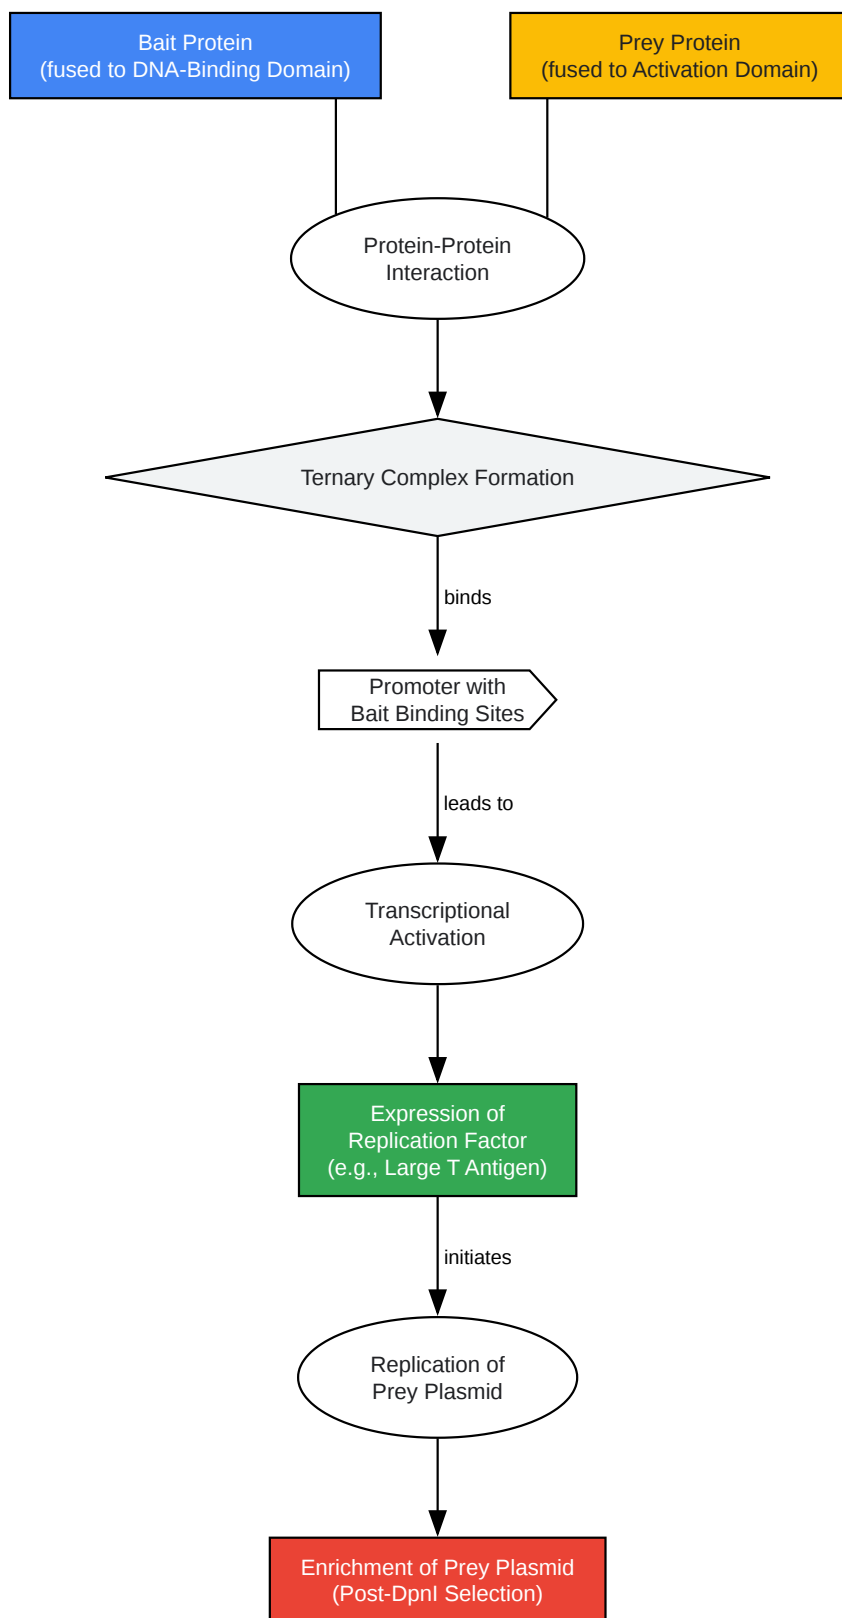 Bait Protein
(fused to DNA-Binding Domain)
Prey Protein
(fused to Activation Domain)
Protein-Protein
Interaction
Ternary Complex Formation
binds
Promoter with
Bait Binding Sites
leads to
Transcriptional
Activation
Expression of
Replication Factor
(e.g., Large T Antigen)
initiates
Replication of
Prey Plasmid
Enrichment of Prey Plasmid
(Post-DpnI Selection)